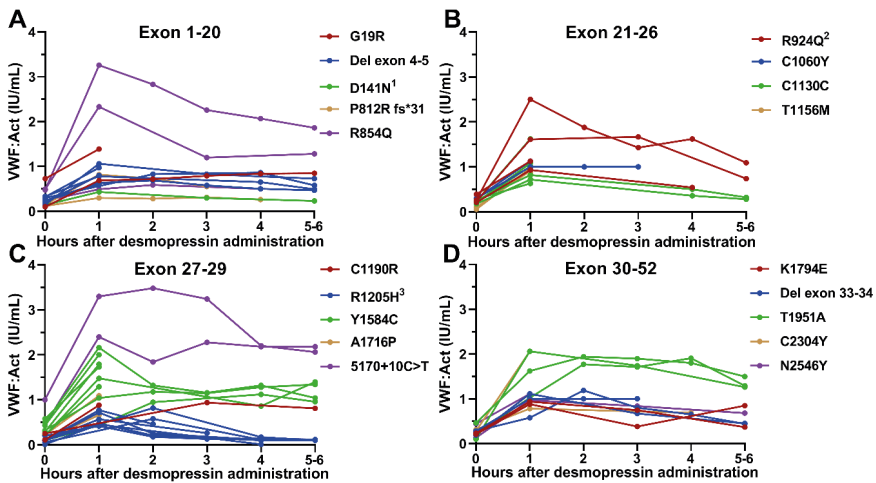 A
Exon 1-20
VWF:Act (IU/mL)
4
3
2
1
0
0 1 2 3 4 5-6
Hours after desmopressin administration
G19R
Del exon 4-5
D141N1
P812R fs*31
R854Q
B
Exon 21-26
VWF:Act (IU/mL)
4
3
2
1
0
0 1 2 3 4 5-6
Hours after desmopressin administration
R924Q2
C1060Y
C1130C
T1156M
C
Exon 27-29
VWF:Act (IU/mL)
4
3
2
1
0
0 1 2 3 4 5-6
Hours after desmopressin administration
C1190R
R1205H3
Y1584C
A1716P
5170+10C>T
D
Exon 30-52
VWF:Act (IU/mL)
4
3
2
1
0
0 1 2 3 4 5-6
Hours after desmopressin administration
K1794E
Del exon 33-34
T1951A
C2304Y
N2546Y